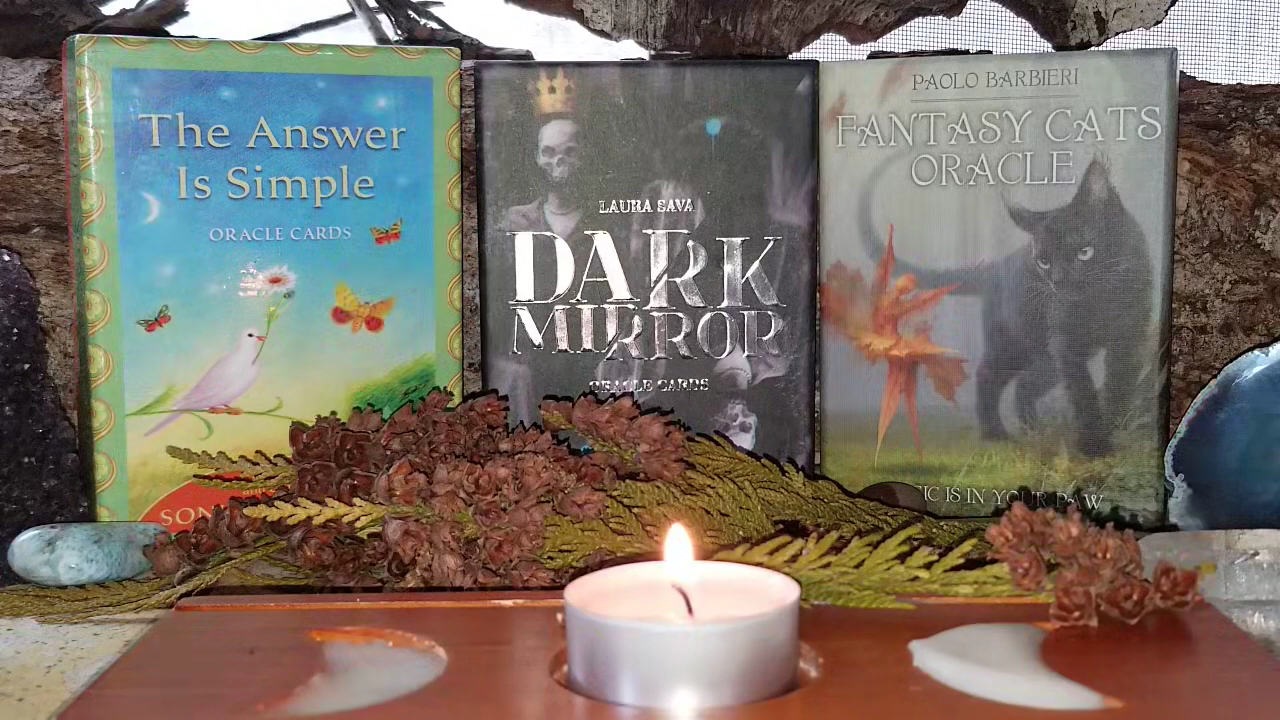 The Answer
Is Simple
ORACLE CARDS
LAURA SAVA
DARK
MIRROR
ORACLE CARDS
PAOLO BARBIERI
FANTASY CATS
ORACLE
IS IN YOUR PAW